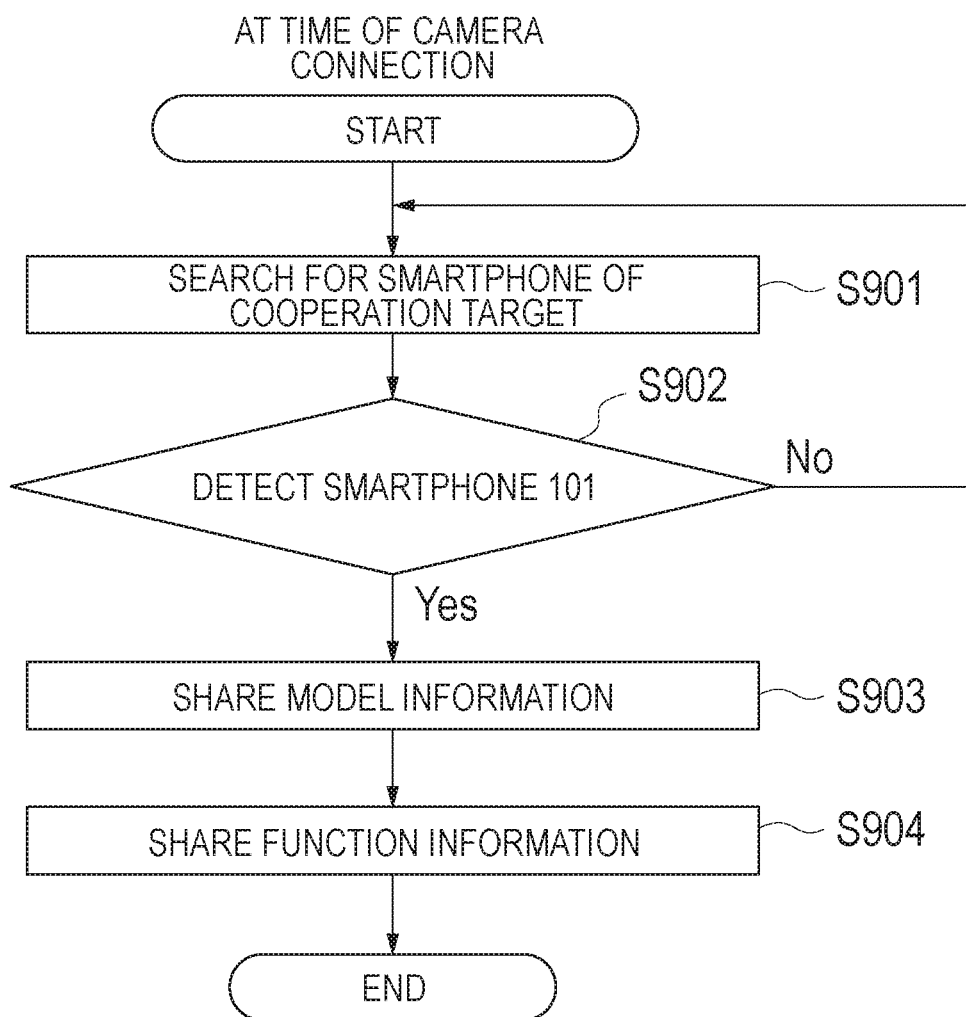 AT TIME OF CAMERA
CONNECTION
START
SEARCH FOR SMARTPHONE OF
COOPERATION TARGET
S901
S902
DETECT SMARTPHONE 101
No
Yes
SHARE MODEL INFORMATION
S903
SHARE FUNCTION INFORMATION
S904
END